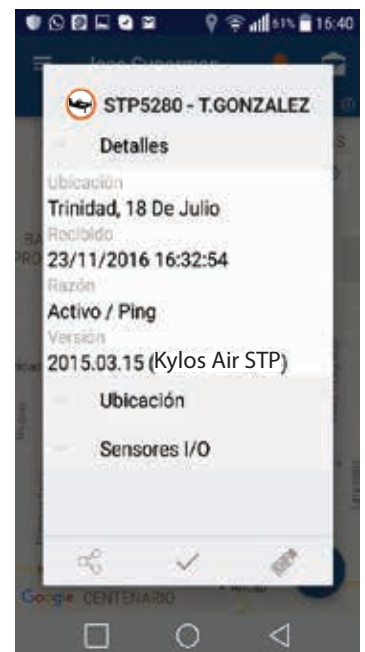 61% 16:40
STP5280 - T.GONZALEZ
Detalles
Ubicación
Trinidad, 18 De Julio
Recibido
23/11/2016 16:32:54
Razón
Activo / Ping
Versión
2015.03.15 (Kylos Air STP)
Ubicación
Sensores I/O
Google CENTENARIO